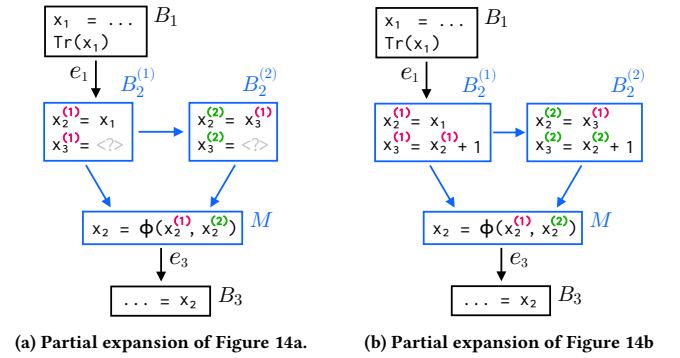 x₁ = ... B₁
Tr(x₁)
e₁
B₂⁽¹⁾ B₂⁽²⁾
x₂⁽¹⁾= x₁
x₃⁽¹⁾= <?>
x₂⁽²⁾= x₃⁽¹⁾
x₃⁽²⁾= <?>
x₂ = ϕ(x₂⁽¹⁾, x₂⁽²⁾) M
e₃
... = x₂ B₃
(a) Partial expansion of Figure 14a.
x₁ = ... B₁
Tr(x₁)
e₁
B₂⁽¹⁾ B₂⁽²⁾
x₂⁽¹⁾= x₁
x₃⁽¹⁾= x₂⁽¹⁾+ 1
x₂⁽²⁾= x₃⁽¹⁾
x₃⁽²⁾= x₂⁽²⁾+ 1
x₂ = ϕ(x₂⁽¹⁾, x₂⁽²⁾) M
e₃
... = x₂ B₃
(b) Partial expansion of Figure 14b